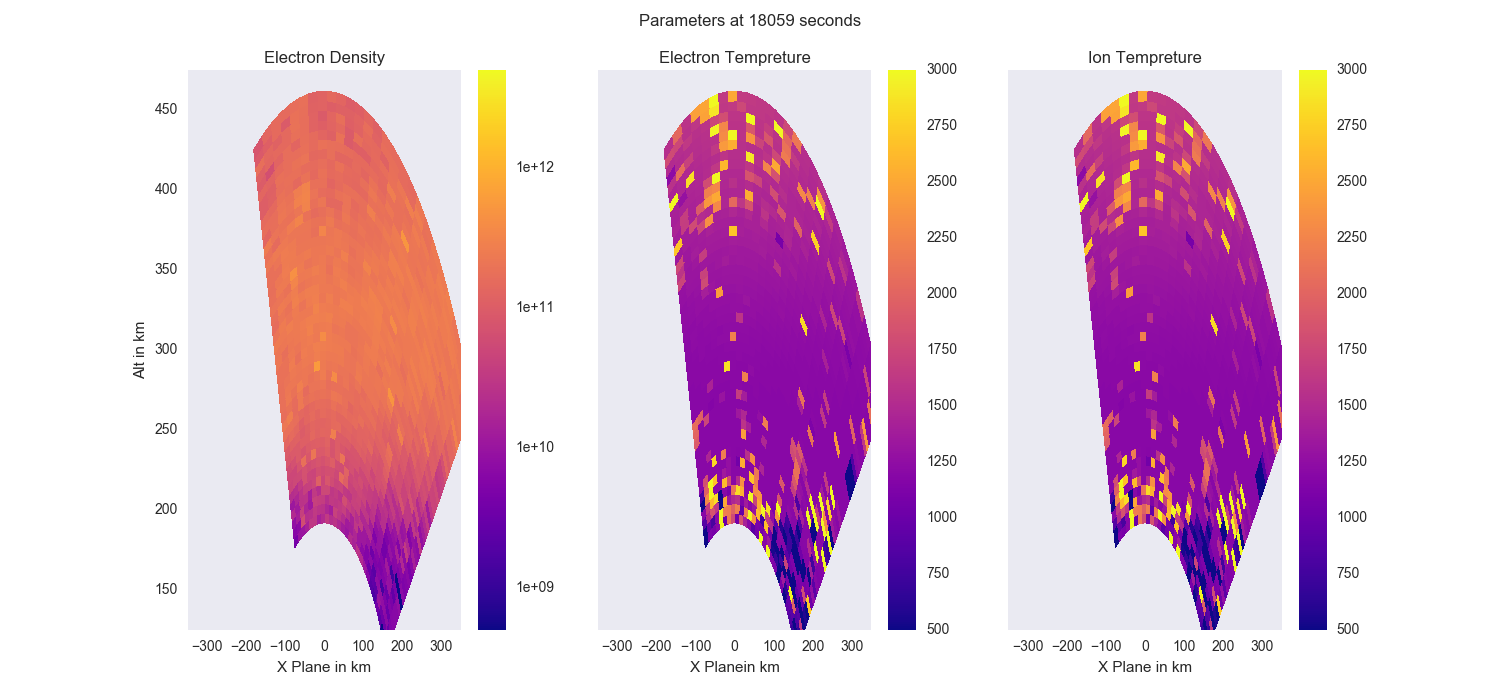 Parameters at 18059 seconds
Electron Density
Electron Tempreture
Ion Tempreture
450
400
350
300
250
200
150
Alt in km
−300 −200 −100 0 100 200 300
X Plane in km
1e+12
1e+11
1e+10
1e+09
−300 −200 −100 0 100 200 300
X Planein km
3000
2750
2500
2250
2000
1750
1500
1250
1000
750
500
−300 −200 −100 0 100 200 300
X Plane in km
3000
2750
2500
2250
2000
1750
1500
1250
1000
750
500